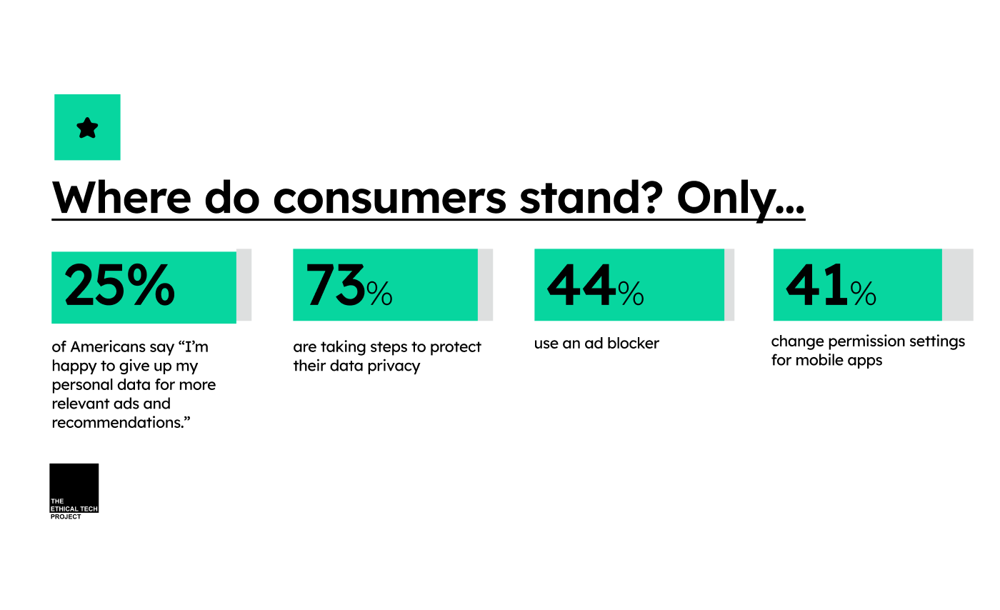 Where do consumers stand? Only...
25%
of Americans say “I’m
happy to give up my
personal data for more
relevant ads and
recommendations.”
73%
are taking steps to protect
their data privacy
44%
use an ad blocker
41%
change permission settings
for mobile apps
THE
ETHICAL TECH
PROJECT